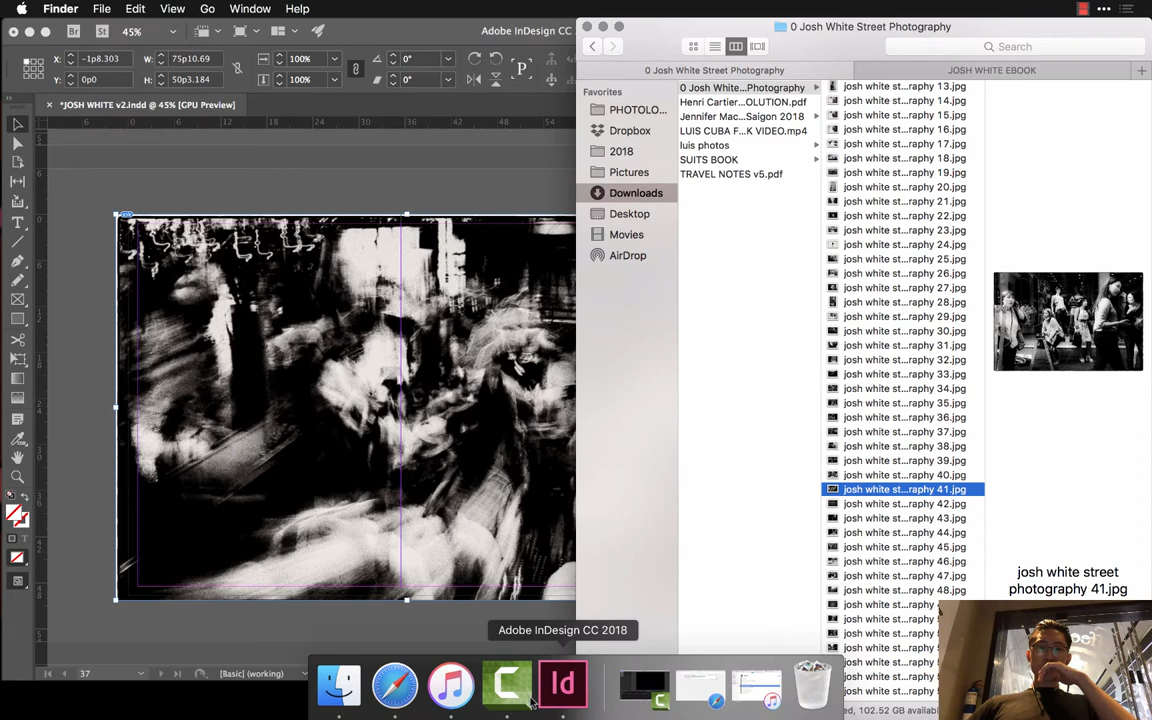 Finder File Edit View Go Window Help
Br St 45% Adobe InDesign CC
X: -1p8.303 W: 75p10.69 100% 0° P
Y: 0p0 H: 50p3.184 100% 0°
× *JOSH WHITE v2.indd @ 45% [GPU Preview]
6 0 6 12 18 24 30 36 42 48 54
37 [Basic] (working)
0 Josh White Street Photography
Search
0 Josh White Street Photography JOSH WHITE EBOOK +
Favorites
PHOTOLO...
Dropbox
2018
Pictures
Downloads
Desktop
Movies
AirDrop
0 Josh White...Photography
Henri Cartier...OLUTION.pdf
Jennifer Mac...Saigon 2018
LUIS CUBA F...K VIDEO.mp4
luis photos
SUITS BOOK
TRAVEL NOTES v5.pdf
josh white st...raphy 13.jpg
josh white st...raphy 14.jpg
josh white st...raphy 15.jpg
josh white st...raphy 16.jpg
josh white st...raphy 17.jpg
josh white st...raphy 18.jpg
josh white st...raphy 19.jpg
josh white st...raphy 20.jpg
josh white st...raphy 21.jpg
josh white st...raphy 22.jpg
josh white st...raphy 23.jpg
josh white st...raphy 24.jpg
josh white st...raphy 25.jpg
josh white st...raphy 26.jpg
josh white st...raphy 27.jpg
josh white st...raphy 28.jpg
josh white st...raphy 29.jpg
josh white st...raphy 30.jpg
josh white st...raphy 31.jpg
josh white st...raphy 32.jpg
josh white st...raphy 33.jpg
josh white st...raphy 34.jpg
josh white st...raphy 35.jpg
josh white st...raphy 36.jpg
josh white st...raphy 37.jpg
josh white st...raphy 38.jpg
josh white st...raphy 39.jpg
josh white st...raphy 40.jpg
josh white st...raphy 41.jpg
josh white st...raphy 42.jpg
josh white st...raphy 43.jpg
josh white st...raphy 44.jpg
josh white st...raphy 45.jpg
josh white st...raphy 46.jpg
josh white st...raphy 47.jpg
josh white st...raphy 48.jpg
josh white street
photography 41.jpg
Adobe InDesign CC 2018
Id
, 102.52 GB availab